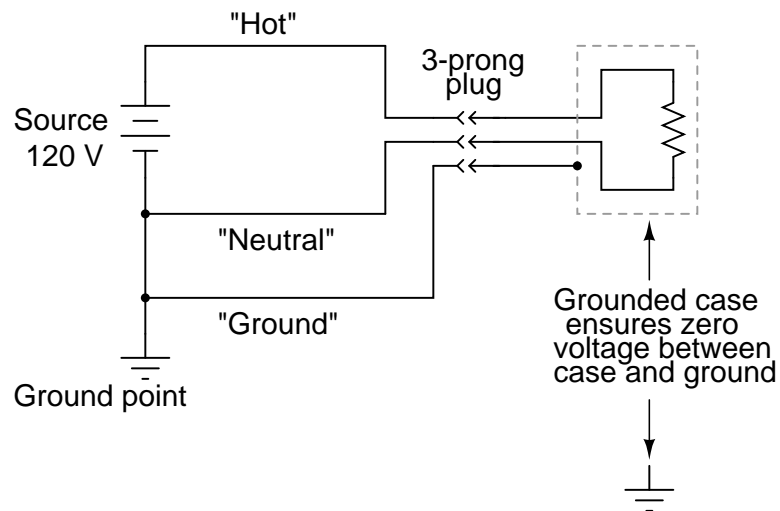 "Hot"
3-prong
plug
Source
120 V
"Neutral"
"Ground"
Ground point
Grounded case
ensures zero
voltage between
case and ground